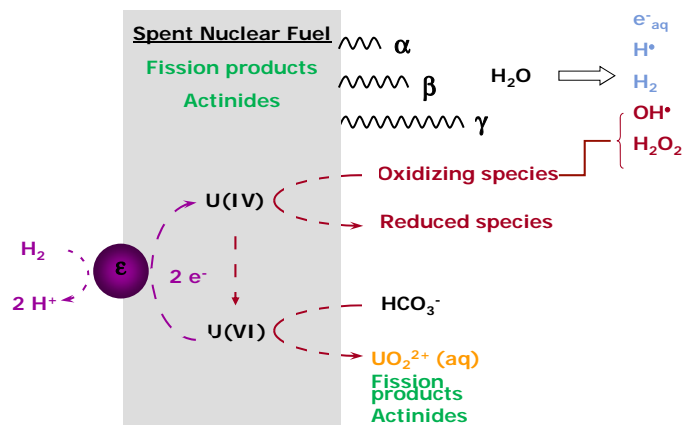 Spent Nuclear Fuel
Fission products
Actinides
α
β
γ
H₂O
e⁻aq
H•
H₂
OH•
H₂O₂
Oxidizing species
U(IV)
Reduced species
H₂
ε
2 e⁻
2 H⁺
HCO₃⁻
U(VI)
UO₂²⁺ (aq)
Fission
products
Actinides